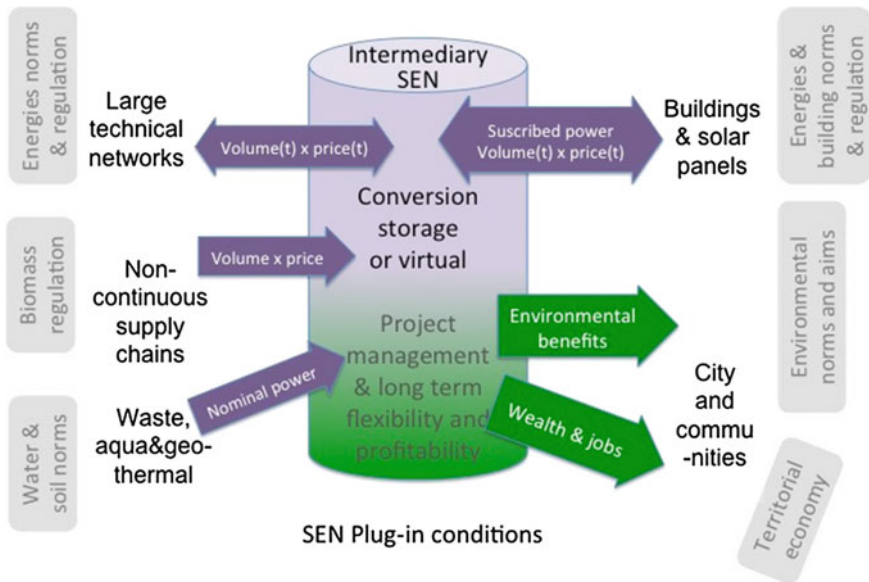 Energies norms
& regulation
Large
technical
networks
Volume(t) x price(t)
Intermediary
SEN
Suscribed power
Volume(t) x price(t)
Buildings
& solar
panels
Energies &
building norms
& regulation
Biomass
regulation
Non-
continuous
supply
chains
Volume x price
Conversion
storage
or virtual
Environmental
benefits
Environmental
norms and aims
Water &
soil norms
Waste,
aqua&geo-
thermal
Nominal power
Project
management
& long term
flexibility and
profitability
Wealth & jobs
City
and
commu
-nities
Territorial
economy
SEN Plug-in conditions